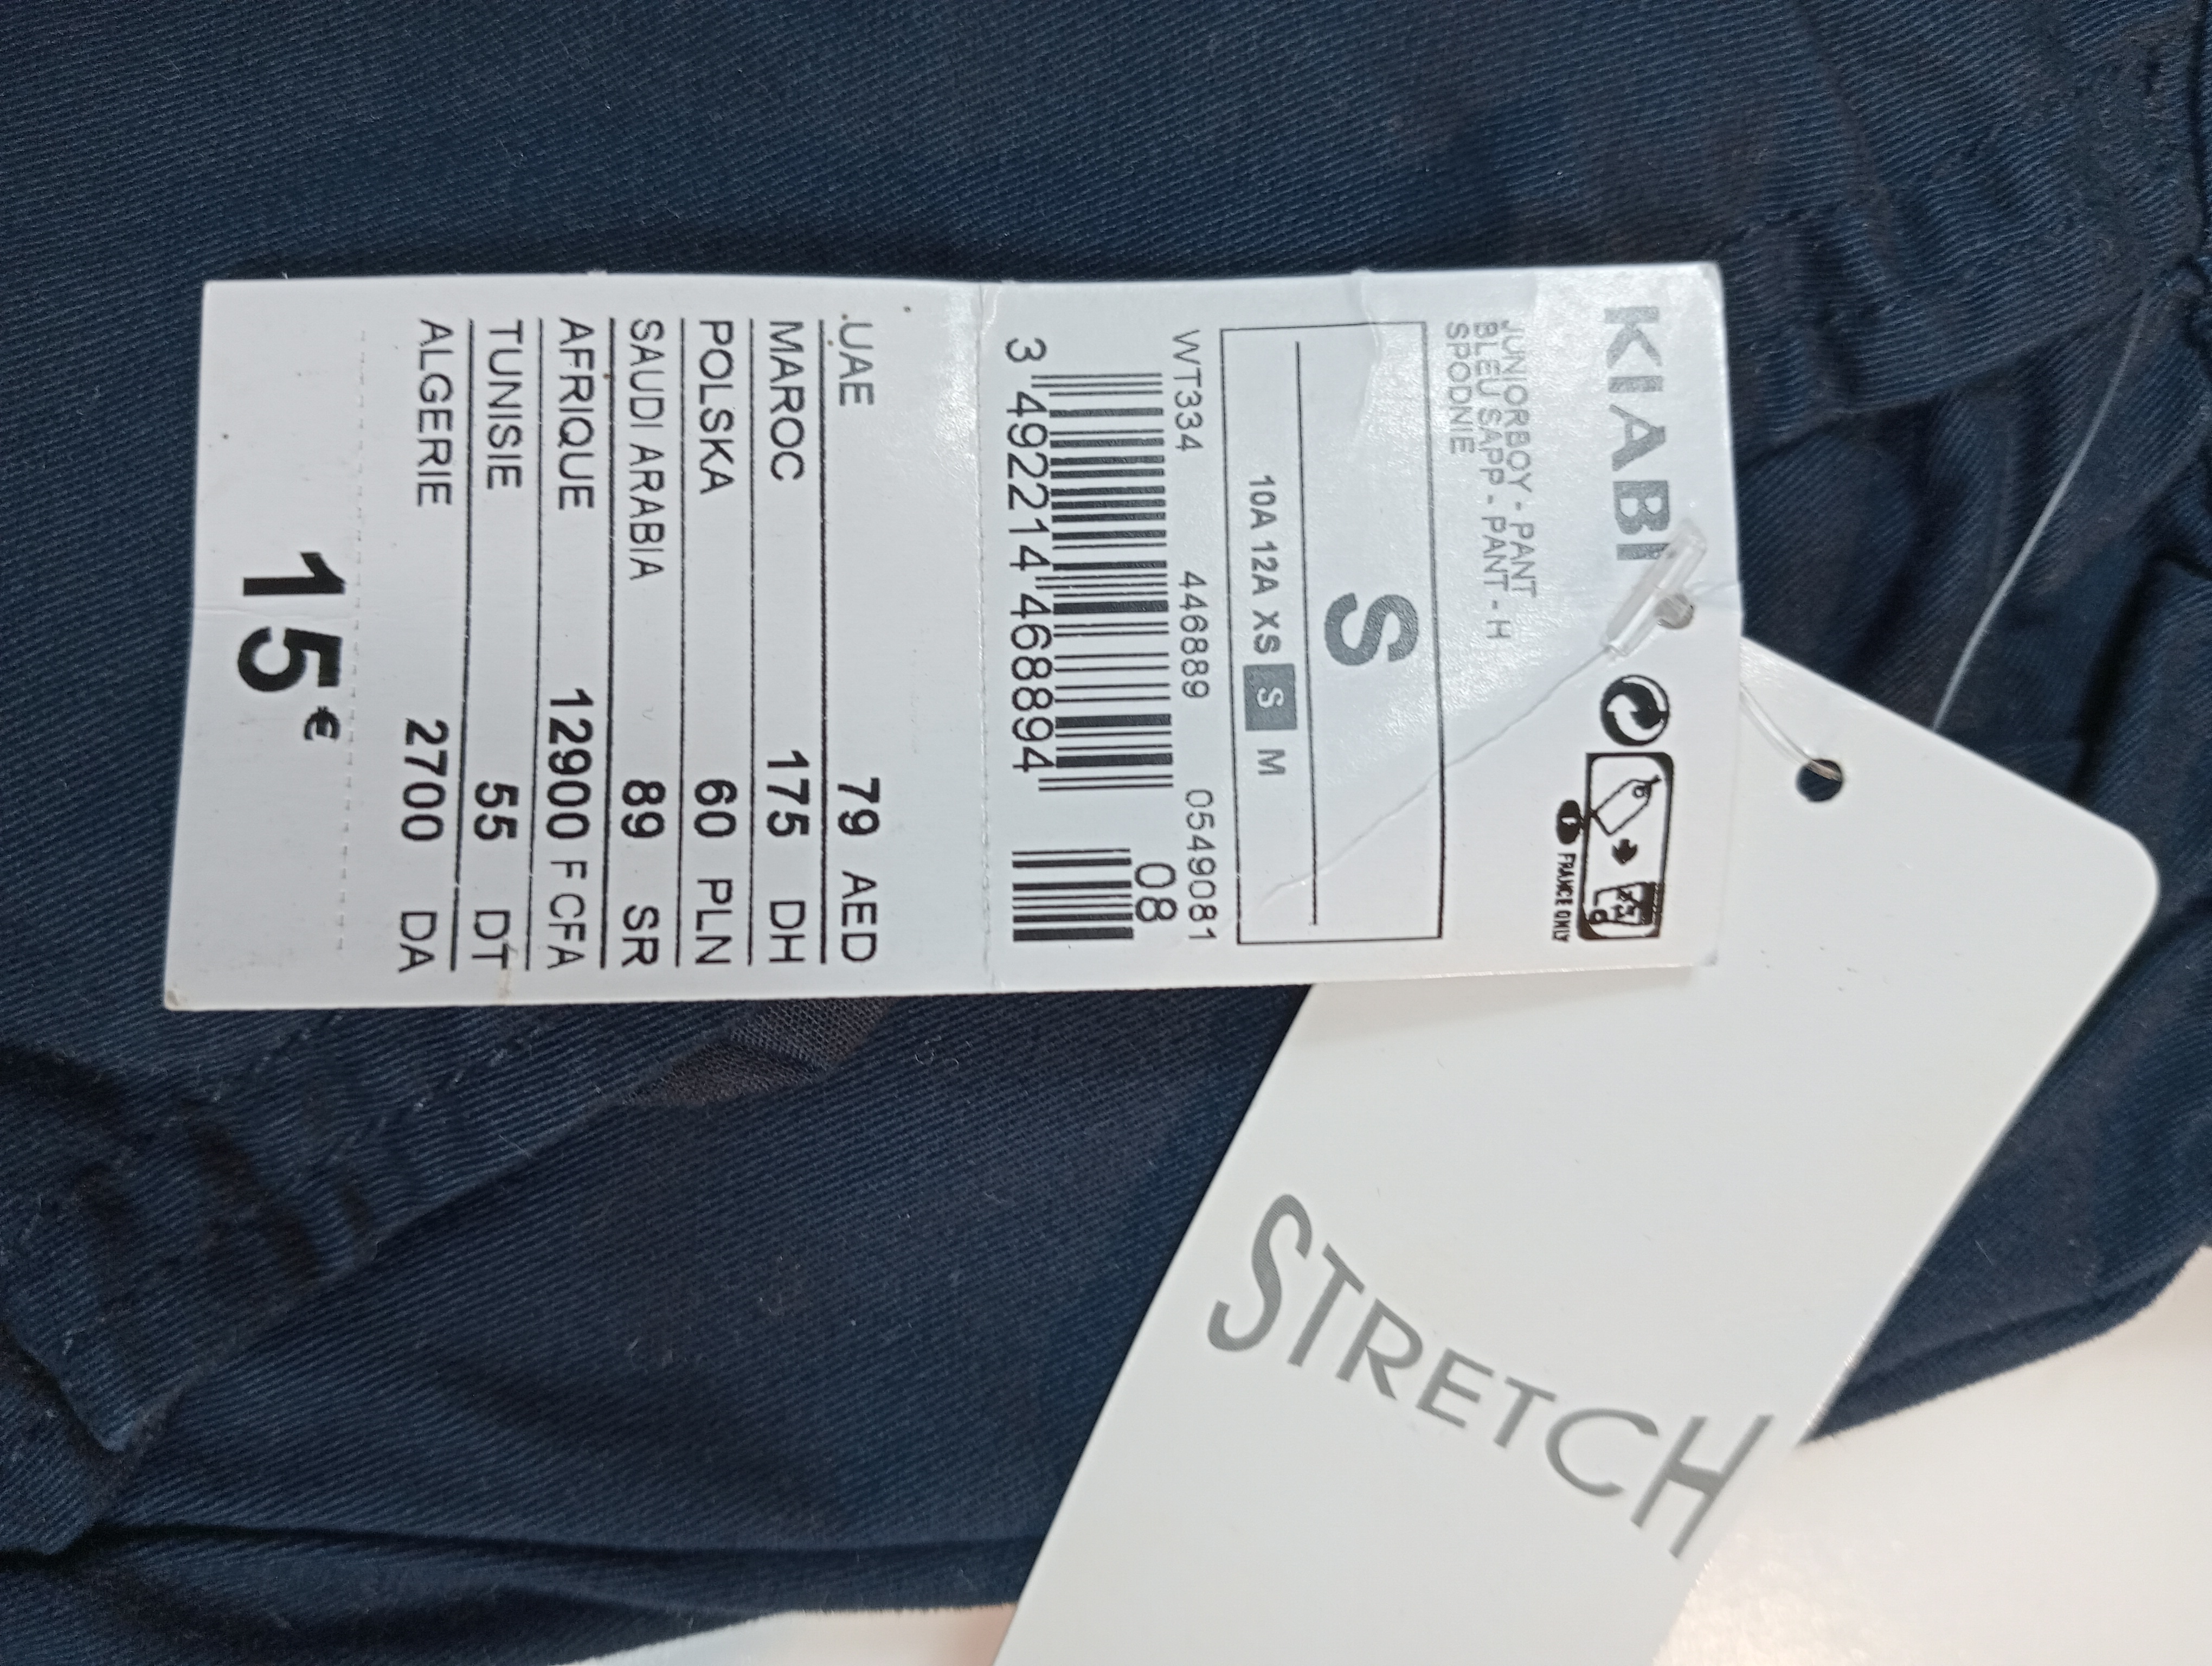 KIABI
FRANCE ONLY
JUNIORBOY - PANT
BLEU SAPP - PANT - H
SPODNIE
S
10A 12A XS S M
WT334 446889 0549081
08
3 492214 468894
UAE 79 AED
MAROC 175 DH
POLSKA 60 PLN
SAUDI ARABIA 89 SR
AFRIQUE 12900 F CFA
TUNISIE 55 DT
ALGERIE 2700 DA
15 €
STRETCH